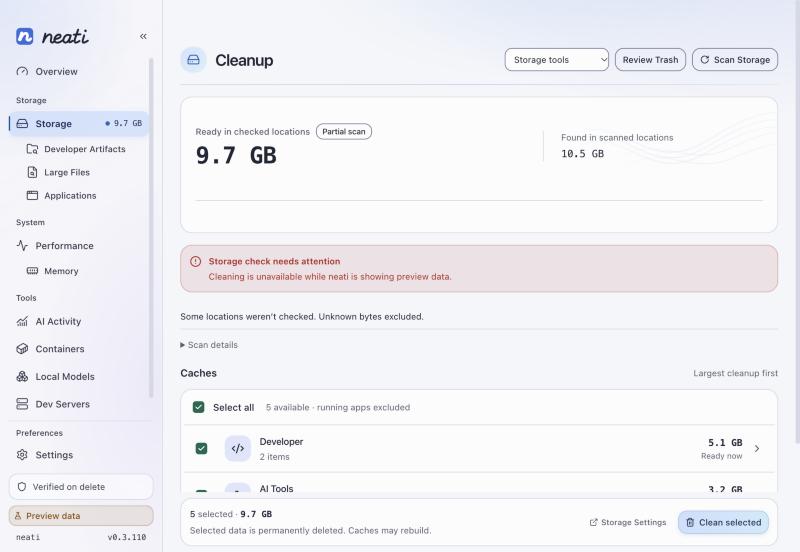 neati
«
Overview
Storage
Storage
9.7 GB
Developer Artifacts
Large Files
Applications
System
Performance
Memory
Tools
AI Activity
Containers
Local Models
Dev Servers
Preferences
Settings
Verified on delete
Preview data
neati v0.3.110
Cleanup
Storage tools
Review Trash
Scan Storage
Ready in checked locations
Partial scan
9.7 GB
Found in scanned locations
10.5 GB
Storage check needs attention
Cleaning is unavailable while neati is showing preview data.
Some locations weren't checked. Unknown bytes excluded.
Scan details
Caches
Largest cleanup first
Select all
5 available · running apps excluded
Developer
2 items
5.1 GB
Ready now
AI Tools
3.2 GB
5 selected · 9.7 GB
Selected data is permanently deleted. Caches may rebuild.
Storage Settings
Clean selected